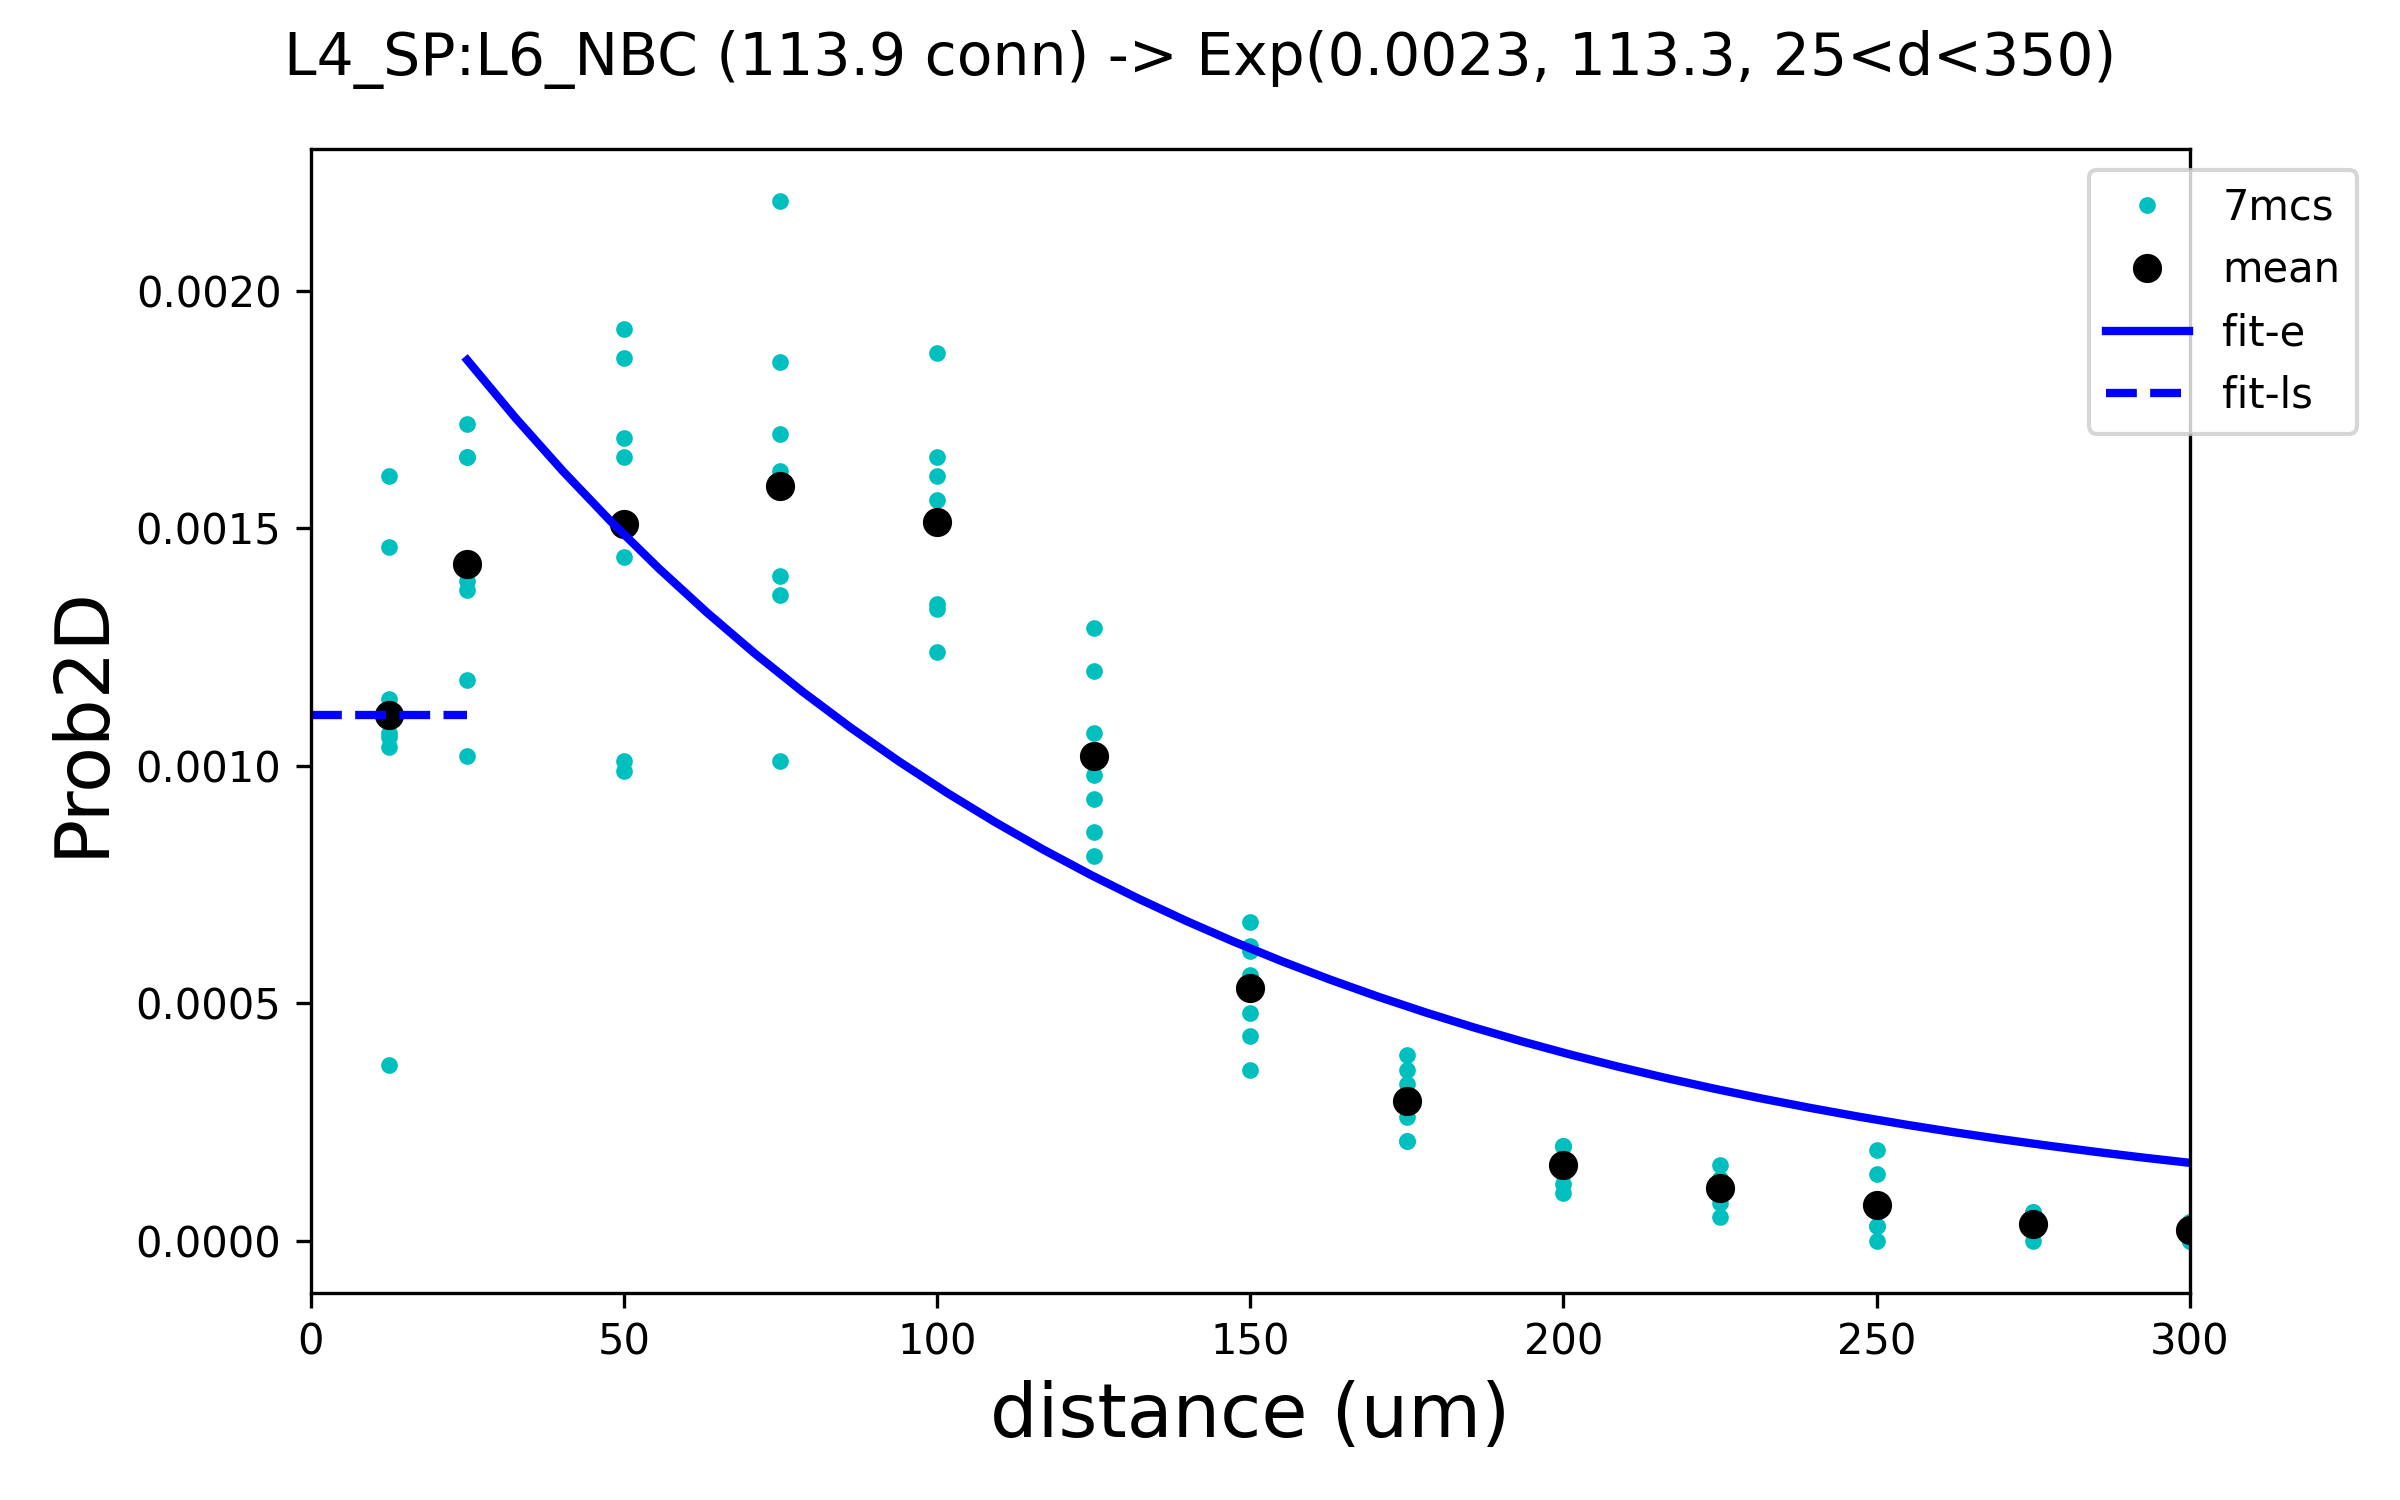 L4_SP:L6_NBC (113.9 conn) -> Exp(0.0023, 113.3, 25<d<350)
7mcs
mean
fit-e
fit-ls
Prob2D
0.0020
0.0015
0.0010
0.0005
0.0000
0 50 100 150 200 250 300
distance (um)